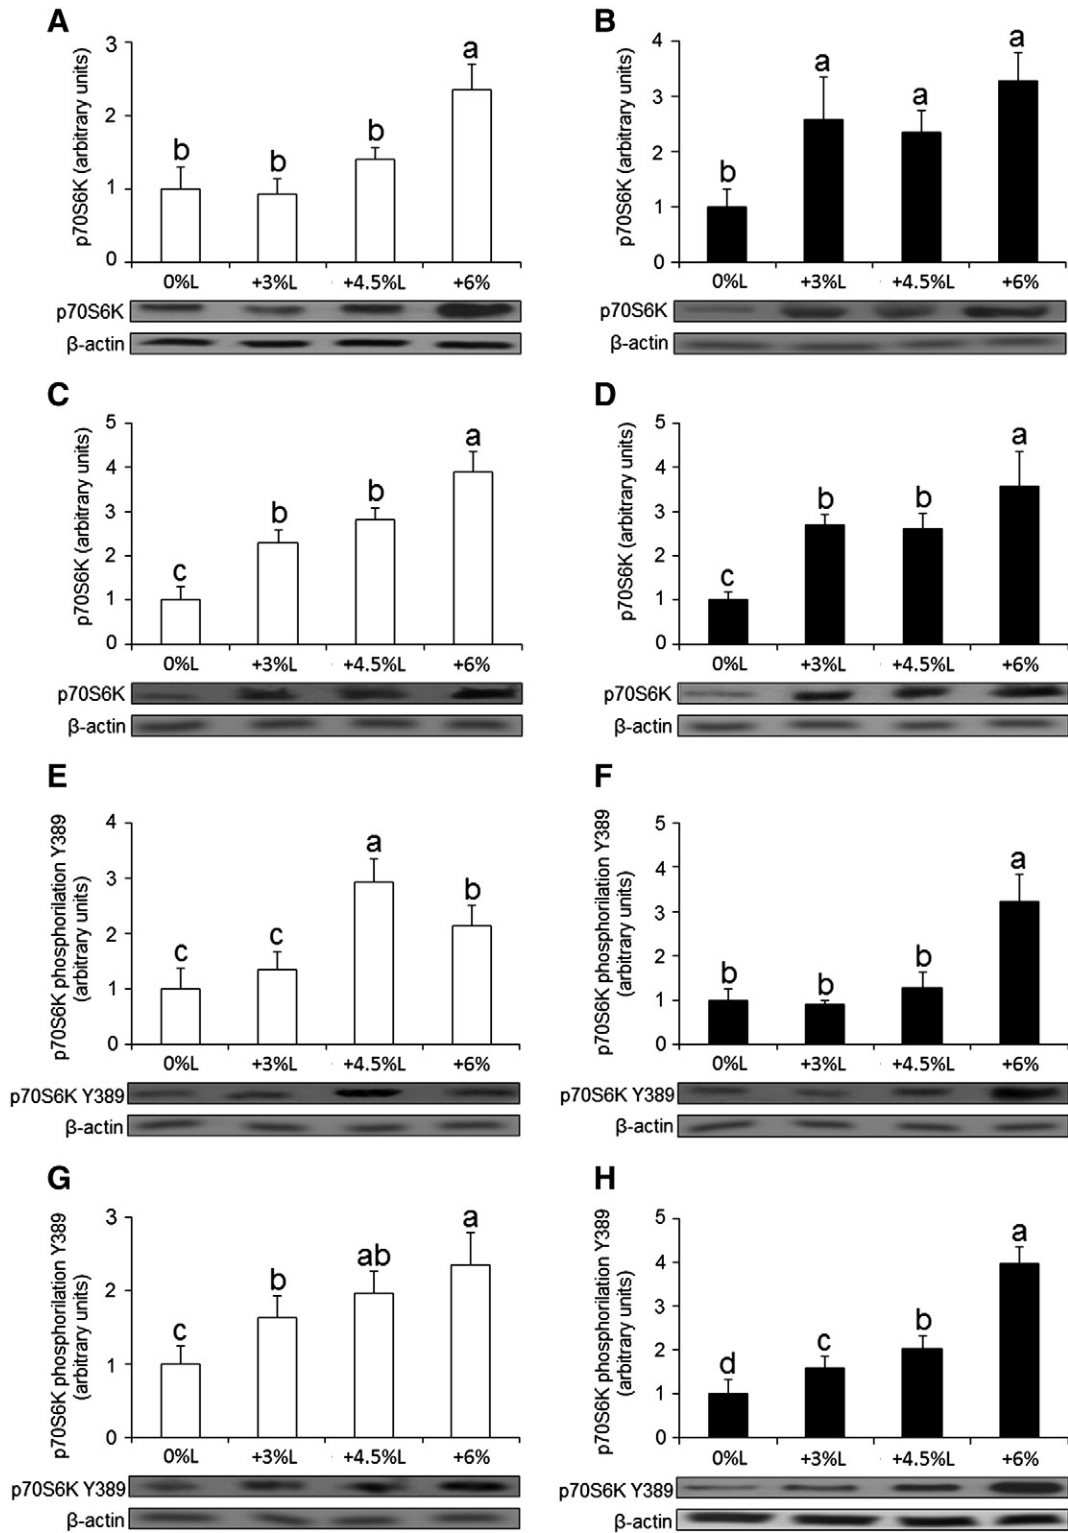 A
p70S6K (arbitrary units)
3
2
1
0
b
b
b
a
0%L +3%L +4.5%L +6%
p70S6K
β-actin
B
p70S6K (arbitrary units)
4
3
2
1
0
b
a
a
a
0%L +3%L +4.5%L +6%
p70S6K
β-actin
C
p70S6K (arbitrary units)
5
4
3
2
1
0
c
b
b
a
0%L +3%L +4.5%L +6%
p70S6K
β-actin
D
p70S6K (arbitrary units)
5
4
3
2
1
0
c
b
b
a
0%L +3%L +4.5%L +6%
p70S6K
β-actin
E
p70S6K phosphorilation Y389
(arbitrary units)
4
3
2
1
0
c
c
a
b
0%L +3%L +4.5%L +6%
p70S6K Y389
β-actin
F
p70S6K phosphorilation Y389
(arbitrary units)
5
4
3
2
1
0
b
b
b
a
0%L +3%L +4.5%L +6%
p70S6K Y389
β-actin
G
p70S6K phosphorilation Y389
(arbitrary units)
3
2
1
0
c
b
ab
a
0%L +3%L +4.5%L +6%
p70S6K Y389
β-actin
H
p70S6K phosphorilation Y389
(arbitrary units)
5
4
3
2
1
0
d
c
b
a
0%L +3%L +4.5%L +6%
p70S6K Y389
β-actin